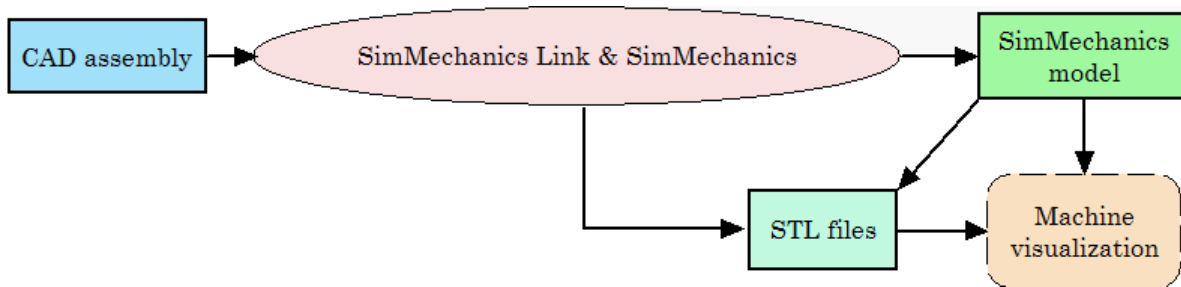 CAD assembly
SimMechanics Link & SimMechanics
SimMechanics
model
STL files
Machine
visualization